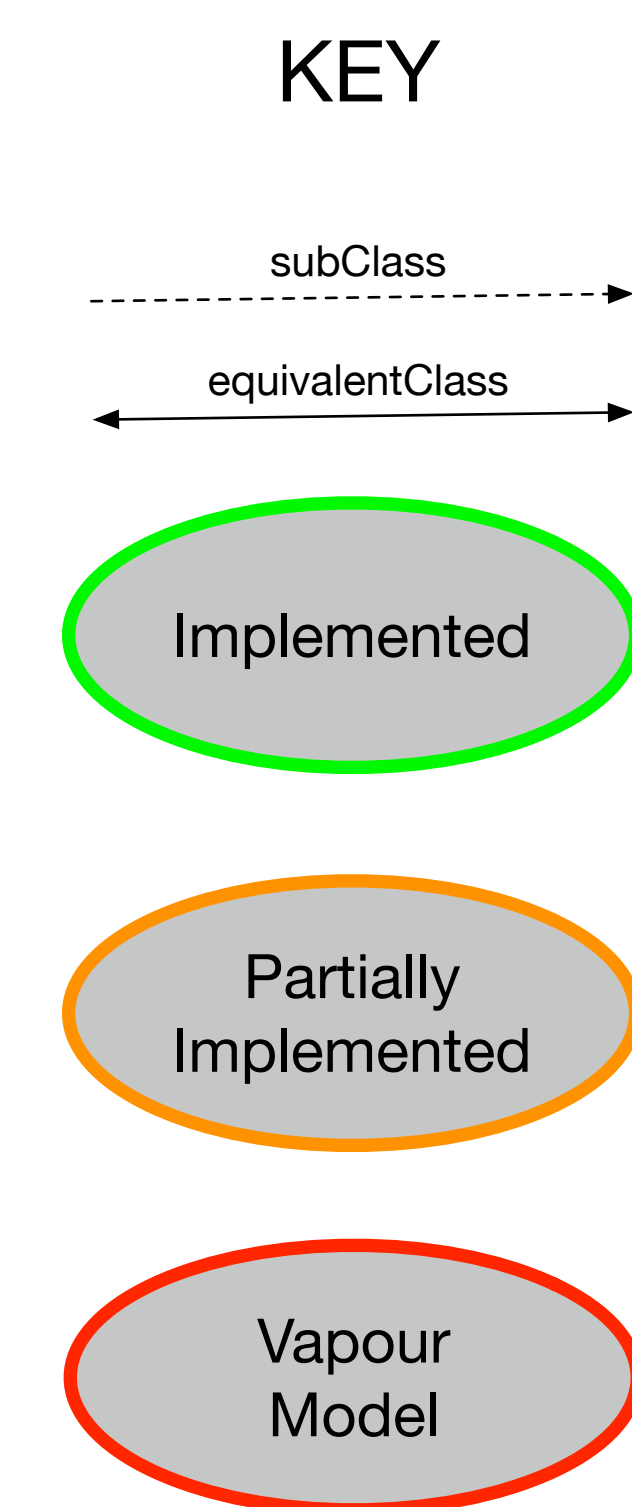 KEY
subClass
equivalentClass
Implemented
Partially
Implemented
Vapour
Model